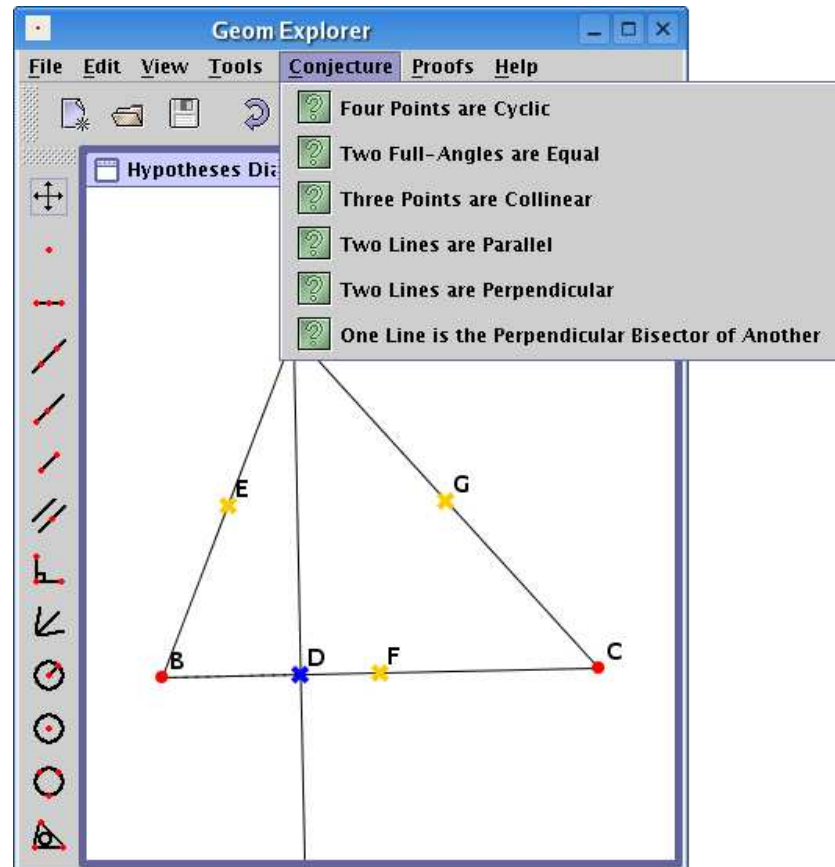 Geom Explorer
File Edit View Tools Conjecture Proofs Help
Four Points are Cyclic
Two Full-Angles are Equal
Hypotheses
Three Points are Collinear
Two Lines are Parallel
Two Lines are Perpendicular
One Line is the Perpendicular Bisector of Another
E
G
B
D
F
C